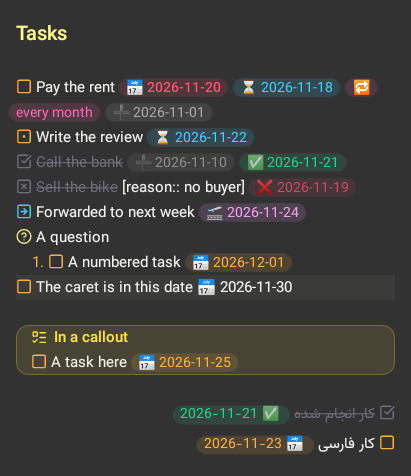 Tasks
Pay the rent 📅 2026-11-20 ⏳ 2026-11-18 🔁
every month ➕ 2026-11-01
Write the review ⏳ 2026-11-22
Call the bank ➕ 2026-11-10 ✅ 2026-11-21
Sell the bike [reason:: no buyer] ❌ 2026-11-19
Forwarded to next week 🛫 2026-11-24
A question
1. A numbered task 📅 2026-12-01
The caret is in this date 📅 2026-11-30
In a callout
A task here 📅 2026-11-25
کار انجام شده ✅ 2026-11-21
کار فارسی 📅 2026-11-23